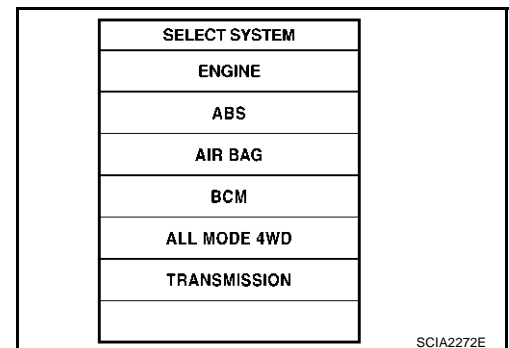 SELECT SYSTEM
ENGINE
ABS
AIR BAG
BCM
ALL MODE 4WD
TRANSMISSION
SCIA2272E